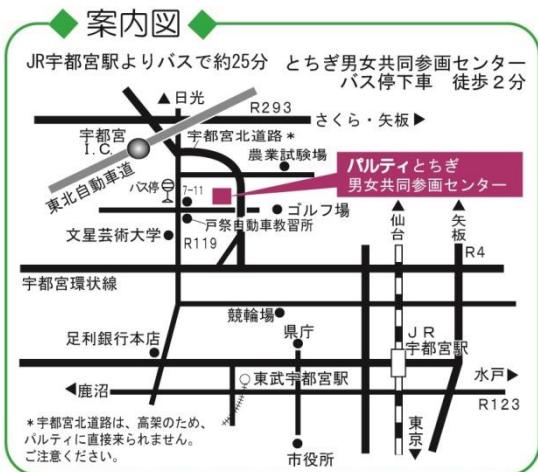 案内図
JR宇都宮駅よりバスで約25分 とちぎ男女共同参画センター
バス停下車 徒歩2分
▲日光
R293
さくら・矢板▶
宇都宮
I.C.
宇都宮北道路*
農業試験場
東北自動車道
パルティとちぎ
男女共同参画センター
バス停
7-11
ゴルフ場
戸祭自動車教習所
文星芸術大学
R119
▲仙台
▲矢板
R4
宇都宮環状線
競輪場
県庁
JR
宇都宮駅
足利銀行本店
東武宇都宮駅
水戸▶
◀鹿沼
R123
*宇都宮北道路は、高架のため、
パルティに直接来られません。
ご注意ください。
市役所
東京▼